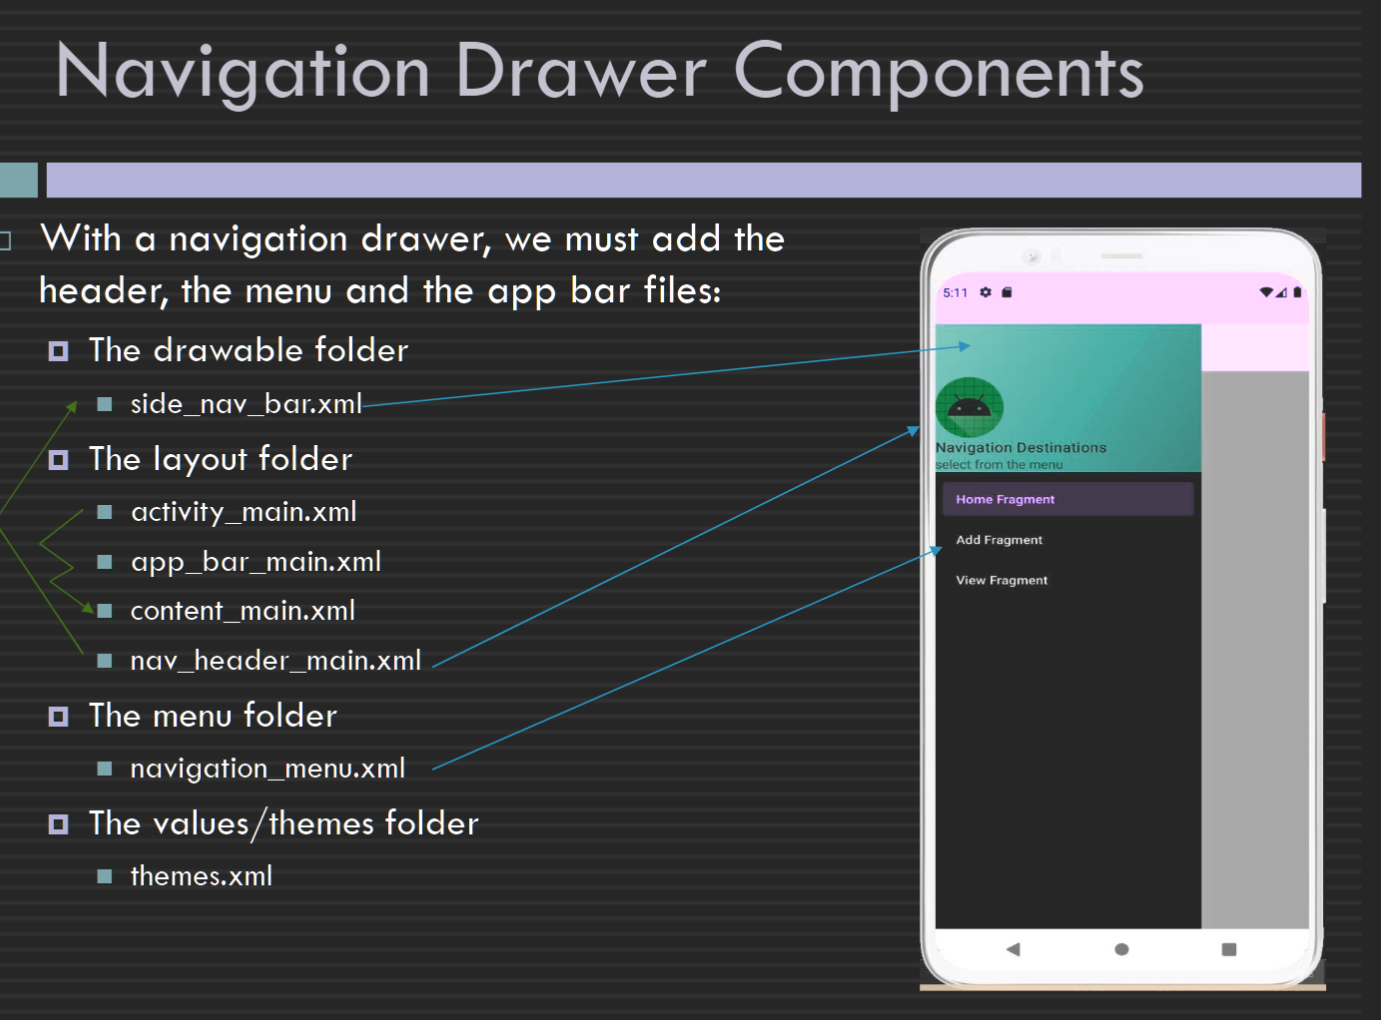 Navigation Drawer Components
With a navigation drawer, we must add the
header, the menu and the app bar files:
The drawable folder
side_nav_bar.xml
The layout folder
activity_main.xml
app_bar_main.xml
content_main.xml
nav_header_main.xml
The menu folder
navigation_menu.xml
The values/themes folder
themes.xml
5:11
Navigation Destinations
select from the menu
Home Fragment
Add Fragment
View Fragment